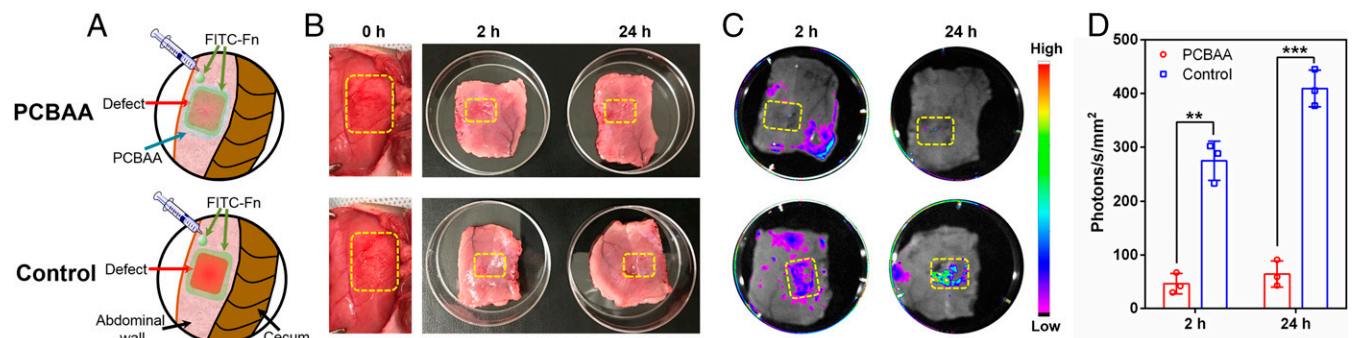 A
FITC-Fn
Defect
PCBAA
PCBAA
FITC-Fn
Defect
Control
Abdominal
wall
Cecum
B
0 h
2 h
24 h
C
2 h
24 h
High
Low
D
Photons/s/mm²
500
400
300
200
100
0
PCBAA
Control
**
***
2 h
24 h